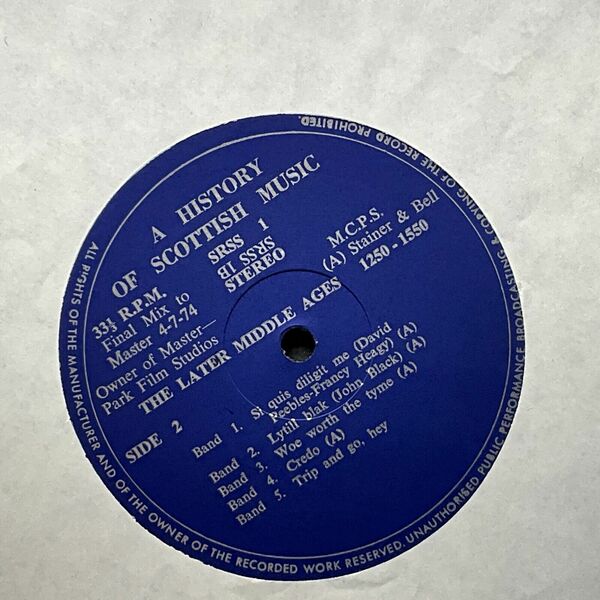 A HISTORY
OF SCOTTISH MUSIC
33⅓ R.P.M.
Final Mix to
Master 4-7-74
Owner of Master—
Park Film Studios
SRSS 1
SRSS 1B
STEREO
M.C.P.S.
(A) Stainer & Bell
THE LATER MIDDLE AGES 1250-1550
SIDE 2
Band 1. Si quis diligit me (David
Peebles-Francy Heagy) (A)
Band 2. Lytill blak (John Black) (A)
Band 3. Woe worth the tyme (A)
Band 4. Credo (A)
Band 5. Trip and go, hey
ALL RIGHTS OF THE MANUFACTURER AND OF THE OWNER OF THE RECORDED WORK RESERVED. UNAUTHORISED PUBLIC PERFORMANCE BROADCASTING & COPYING OF THE RECORD PROHIBITED.